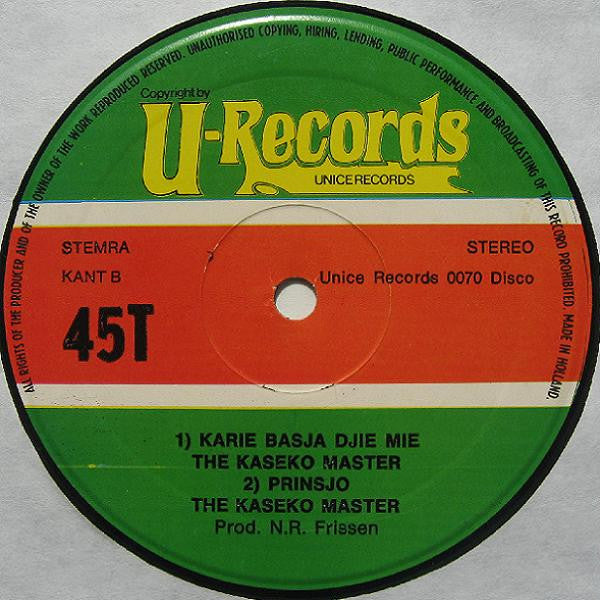 ALL RIGHTS OF THE PRODUCER AND OF THE OWNER OF THE WORK REPRODUCED RESERVED. UNAUTHORISED COPYING, HIRING, LENDING, PUBLIC PERFORMANCE AND BROADCASTING OF THIS RECORD PROHIBITED. MADE IN HOLLAND.
Copyright by
U-Records
UNICE RECORDS
STEMRA
STEREO
KANT B
Unice Records 0070 Disco
45T
1) KARIE BASJA DJIE MIE
THE KASEKO MASTER
2) PRINSJO
THE KASEKO MASTER
Prod. N.R. Frissen